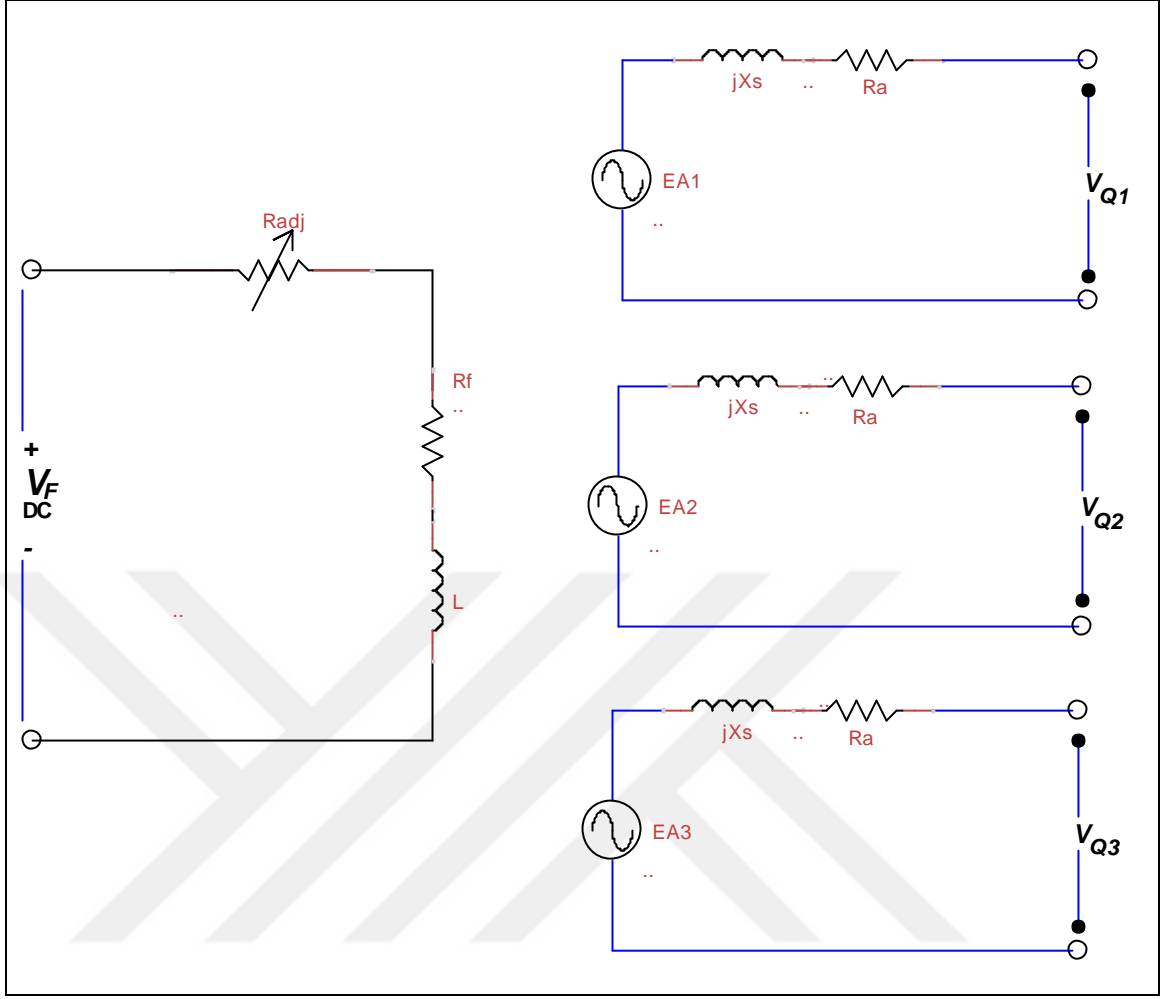 Radj
+
VF
DC
-
Rf
..
L
..
jXs .. Ra
EA1
..
VQ1
jXs .. .. Ra
EA2
..
VQ2
jXs .. .. Ra
EA3
..
VQ3